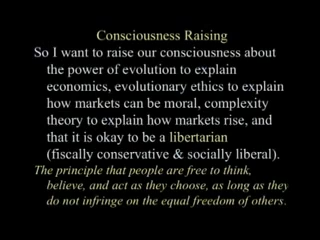 Consciousness Raising
So I want to raise our consciousness about
the power of evolution to explain
economics, evolutionary ethics to explain
how markets can be moral, complexity
theory to explain how markets rise, and
that it is okay to be a libertarian
(fiscally conservative & socially liberal).
The principle that people are free to think,
believe, and act as they choose, as long as they
do not infringe on the equal freedom of others.